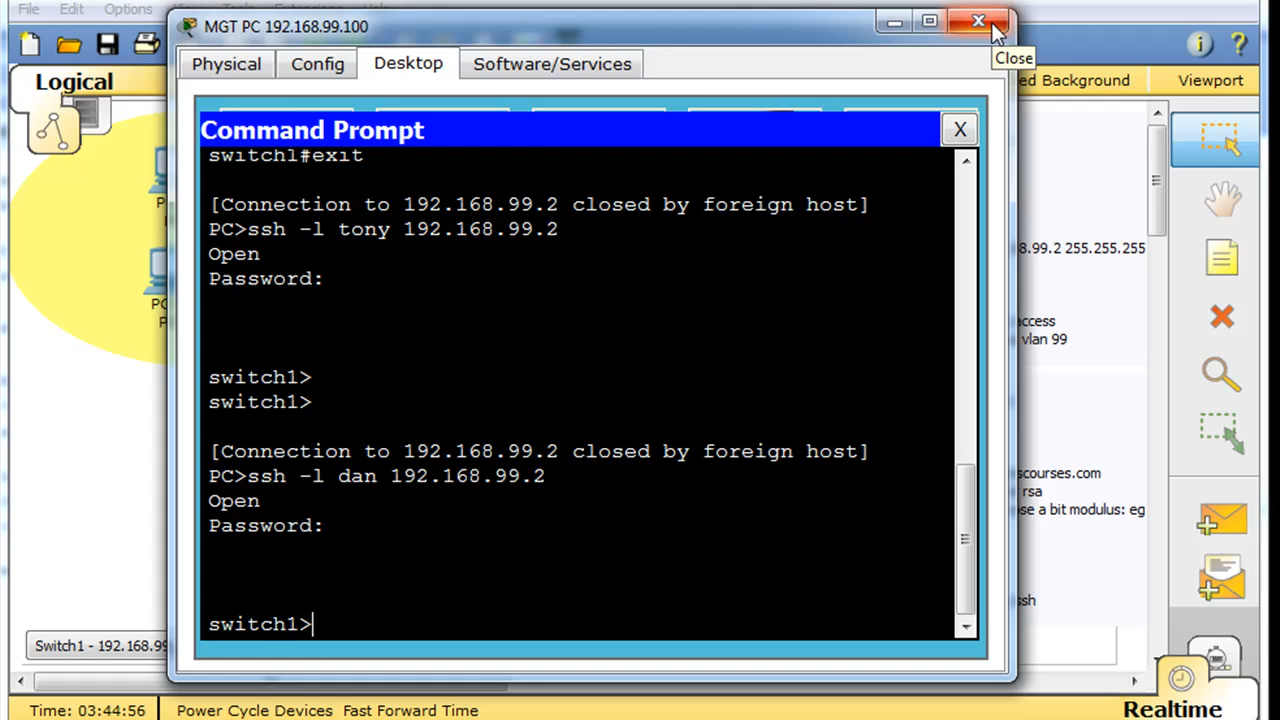 File Edit Options
MGT PC 192.168.99.100
Close
Physical Config Desktop Software/Services
Logical
ed Background Viewport
Command Prompt
X
switch1#exit
[Connection to 192.168.99.2 closed by foreign host]
PC>ssh -l tony 192.168.99.2
Open
Password:
switch1>
switch1>
[Connection to 192.168.99.2 closed by foreign host]
PC>ssh -l dan 192.168.99.2
Open
Password:
switch1>
8.99.2 255.255.255
access
vlan 99
scourses.com
rsa
ose a bit modulus: eg
ssh
Switch1 - 192.168.99
Time: 03:44:56 Power Cycle Devices Fast Forward Time
Realtime